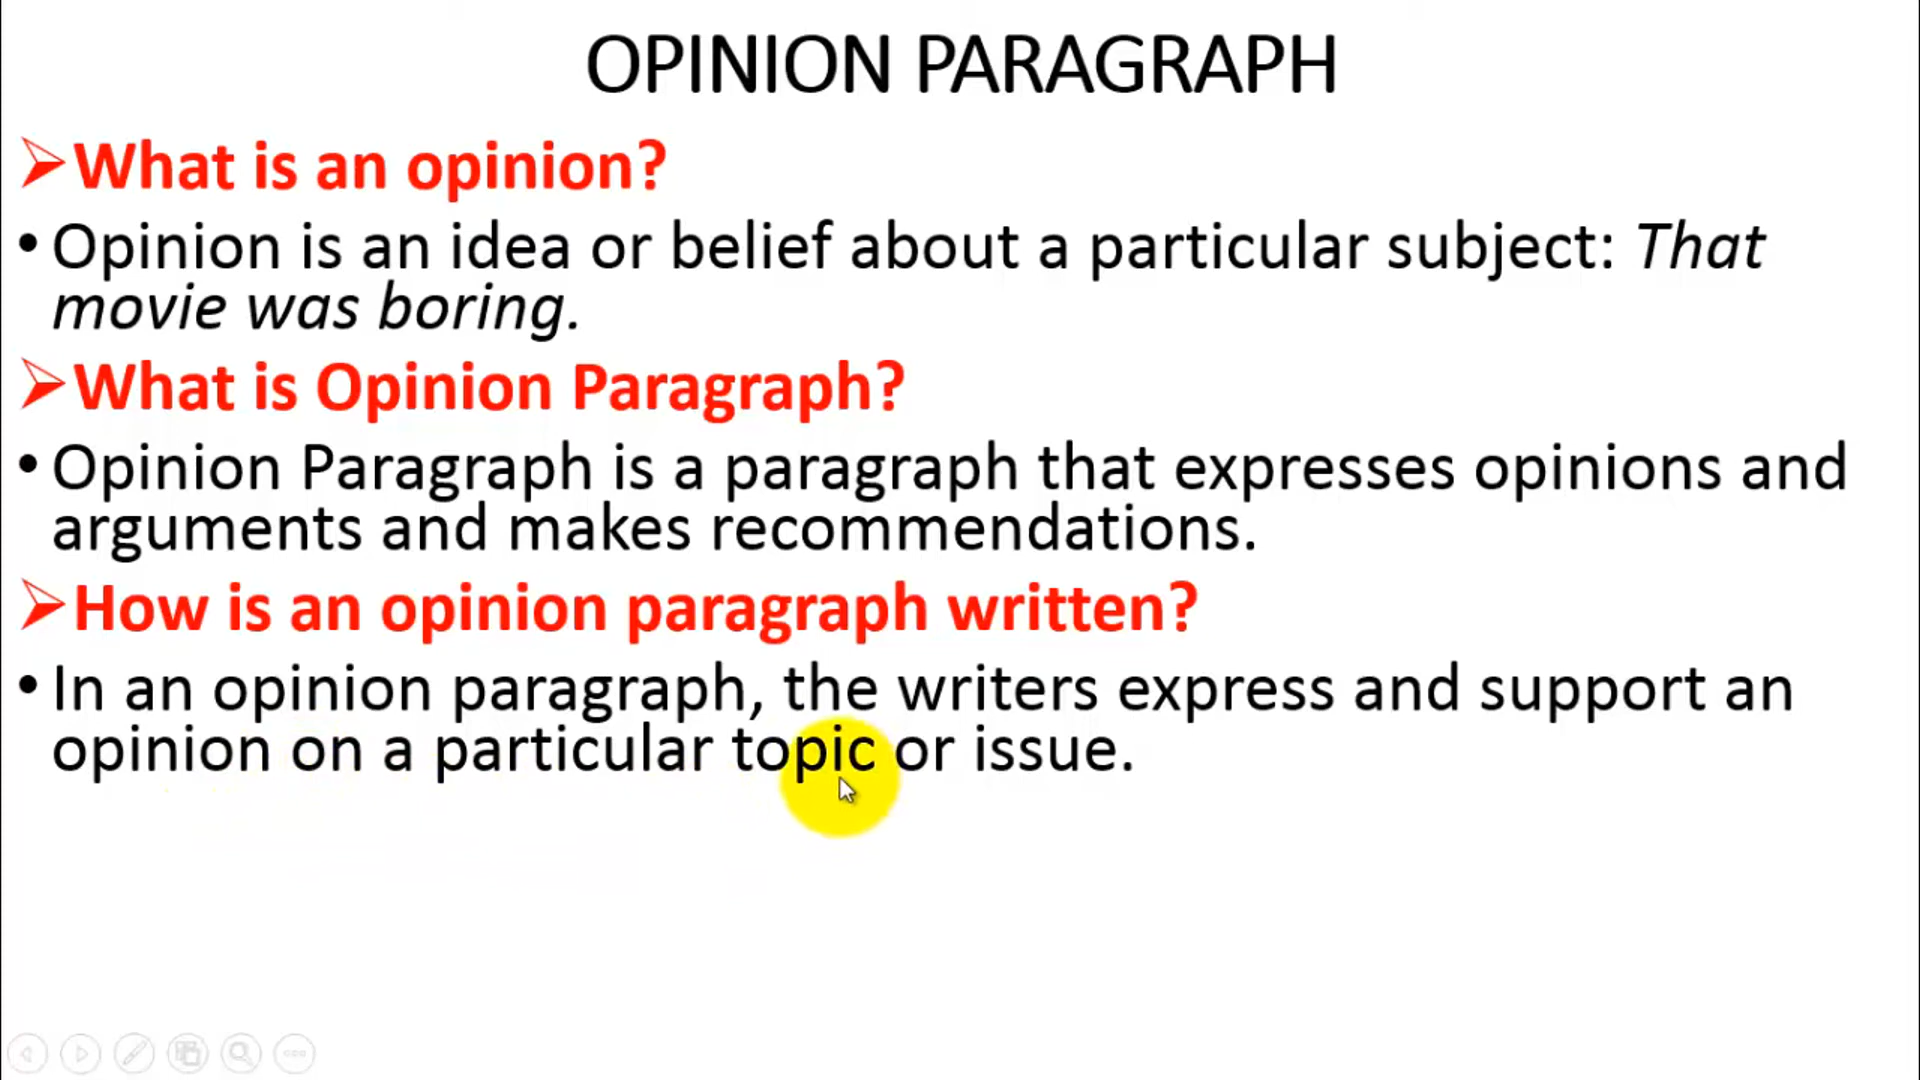 OPINION PARAGRAPH
What is an opinion?
• Opinion is an idea or belief about a particular subject: That
movie was boring.
What is Opinion Paragraph?
• Opinion Paragraph is a paragraph that expresses opinions and
arguments and makes recommendations.
How is an opinion paragraph written?
• In an opinion paragraph, the writers express and support an
opinion on a particular topic or issue.